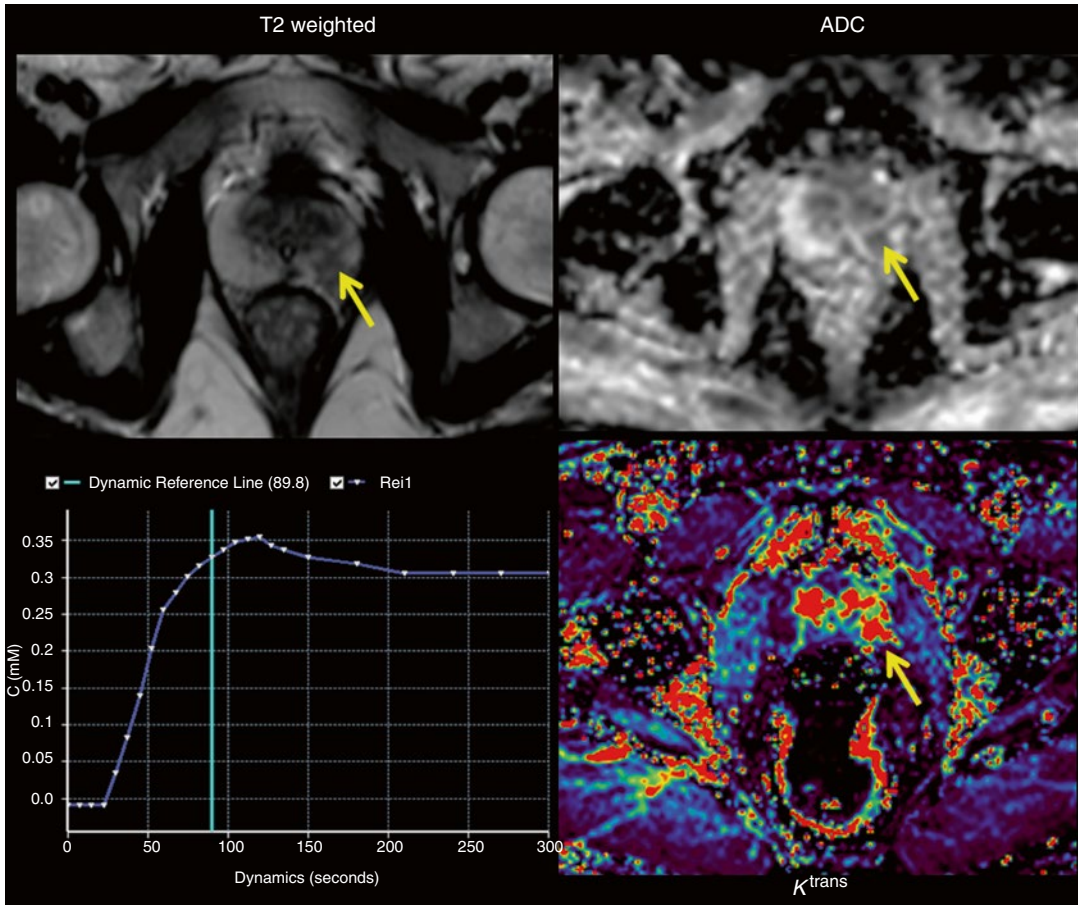 T2 weighted
ADC
Dynamic Reference Line (89.8)
Rei1
C (mM)
0.35
0.3
0.25
0.2
0.15
0.1
0.05
0.0
0
50
100
150
200
250
300
Dynamics (seconds)
K^trans